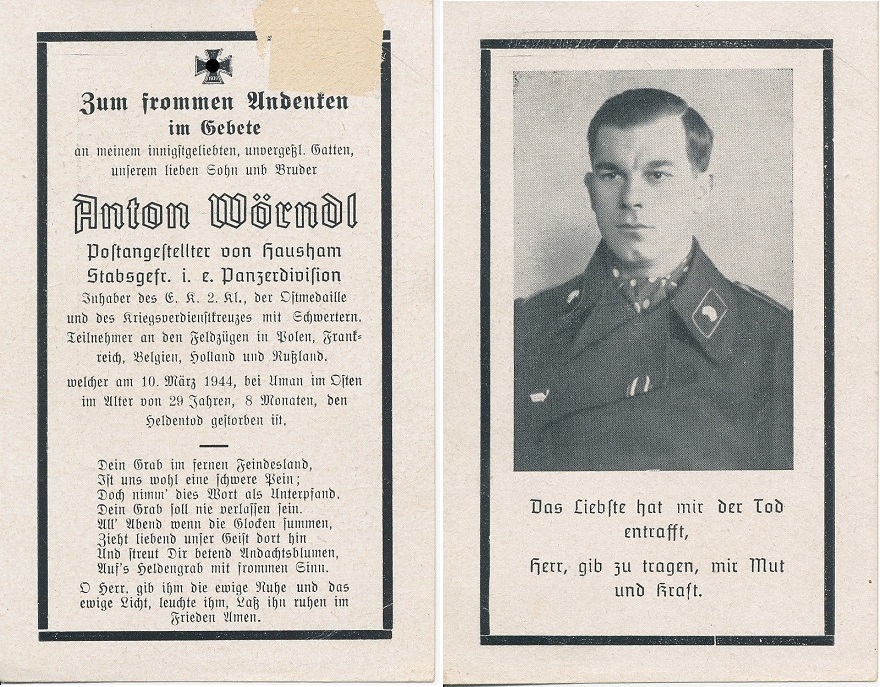 Zum frommen Andenken
im Gebete
an meinem innigstgeliebten, unvergeßl. Gatten,
unserem lieben Sohn und Bruder
Anton Wörndl
Postangestellter von Hausham
Stabsgefr. i. e. Panzerdivision
Inhaber des E. K. 2. Kl., der Ostmedaille
und des Kriegsverdienstkreuzes mit Schwertern.
Teilnehmer an den Feldzügen in Polen, Frank=
reich, Belgien, Holland und Rußland.
welcher am 10. März 1944, bei Uman im Osten
im Alter von 29 Jahren, 8 Monaten, den
Heldentod gestorben iit,
Dein Grab im fernen Feindesland,
Ist uns wohl eine schwere Pein;
Doch nimm' dies Wort als Unterpfand.
Dein Grab soll nie verlassen sein.
All' Abend wenn die Glocken summen,
Zieht liebend unser Geist dort hin
Und streut Dir betend Andachtsblumen,
Auf's Heldengrab mit frommen Sinn.
O Herr, gib ihm die ewige Ruhe und das
ewige Licht, leuchte ihm, Laß ihn ruhen im
Frieden Amen.
Das Liebste hat mir der Tod
entrafft,
Herr, gib zu tragen, mir Mut
und Kraft.